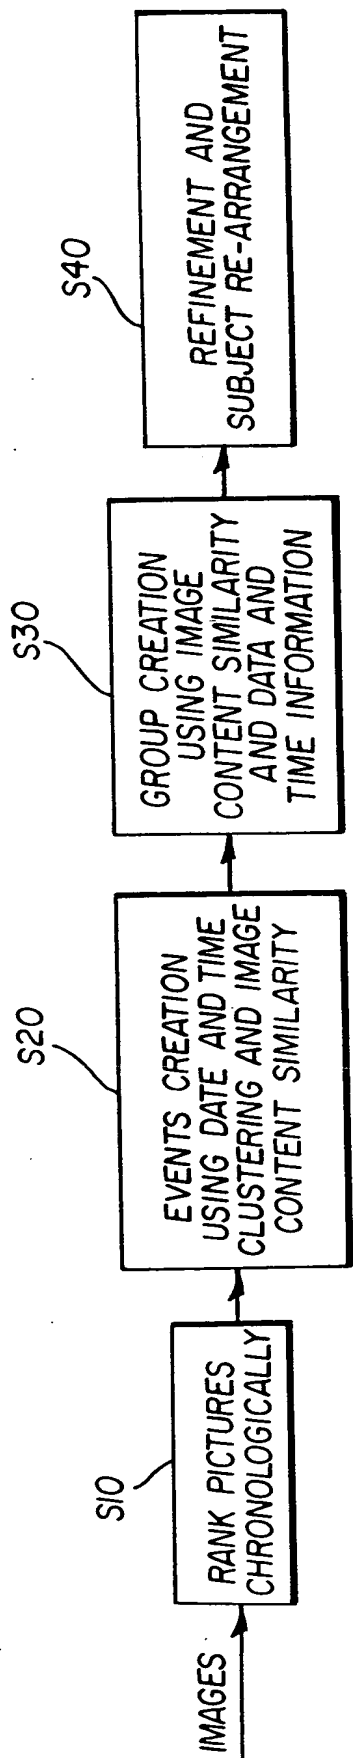 IMAGES
S10
RANK PICTURES
CHRONOLOGICALLY
S20
EVENTS CREATION
USING DATE AND TIME
CLUSTERING AND IMAGE
CONTENT SIMILARITY
S30
GROUP CREATION
USING IMAGE
CONTENT SIMILARITY
AND DATA AND
TIME INFORMATION
S40
REFINEMENT AND
SUBJECT RE-ARRANGEMENT